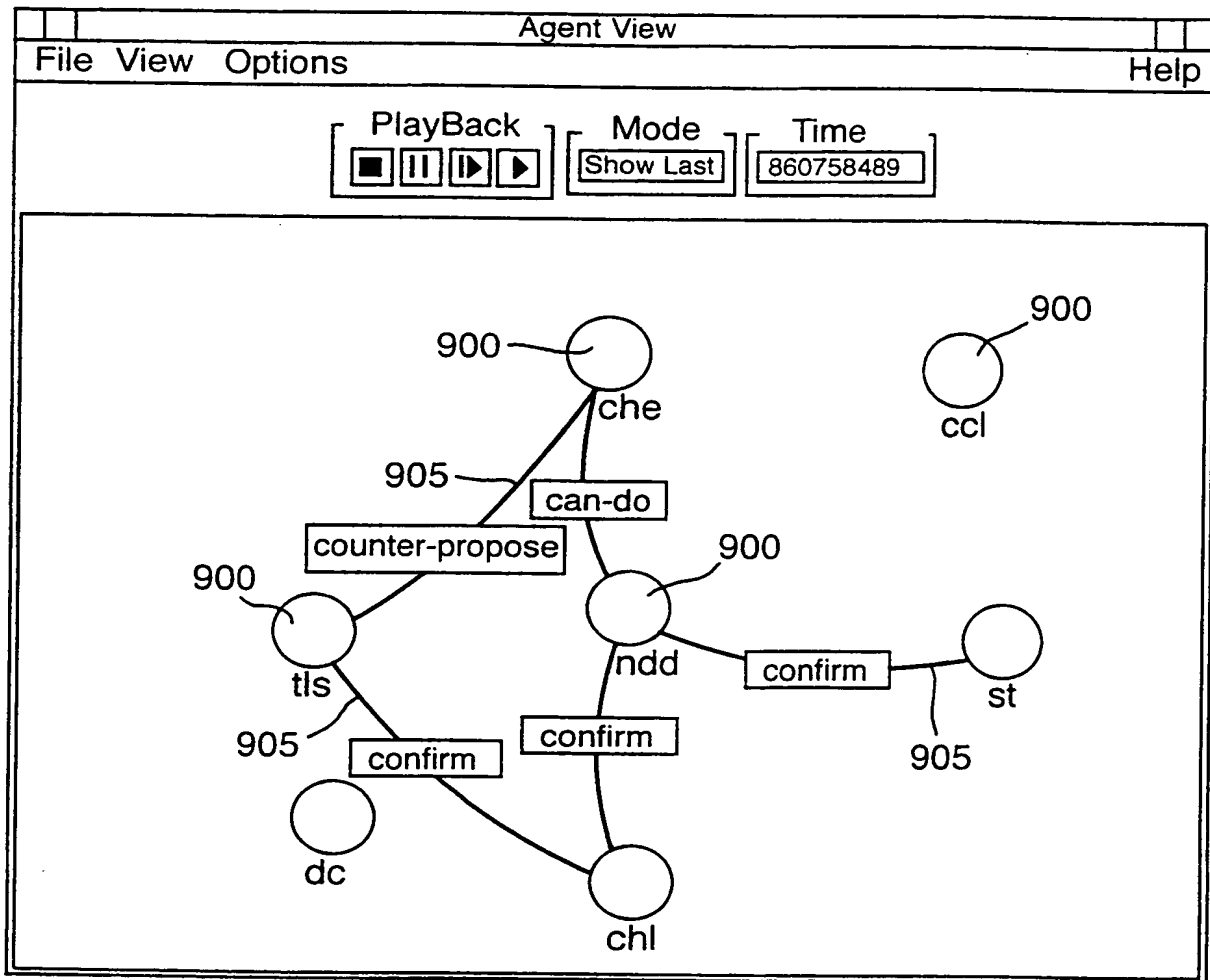 Agent View
File View Options Help
PlayBack Mode Time
Show Last 860758489
900 900
che ccl
905
can-do
counter-propose
900 900
tls ndd confirm st
905 confirm 905
confirm
dc
chl